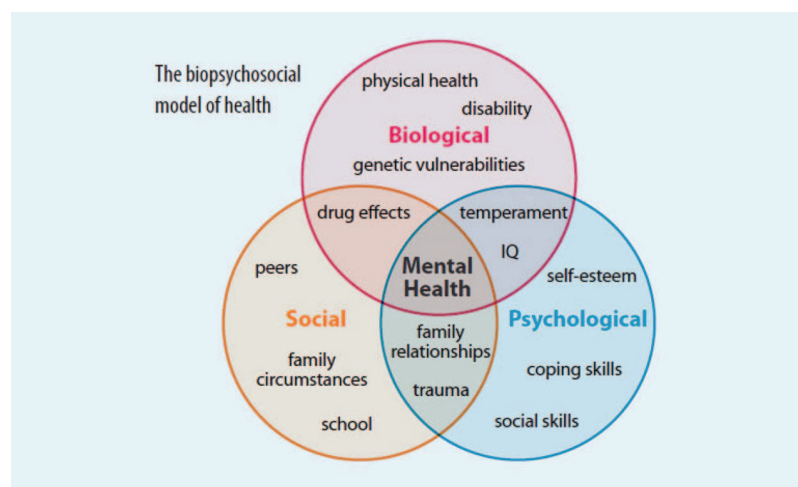 The biopsychosocial
model of health
physical health
disability
Biological
genetic vulnerabilities
drug effects
temperament
IQ
Mental
Health
peers
self-esteem
Social
Psychological
family
relationships
family
circumstances
coping skills
trauma
school
social skills